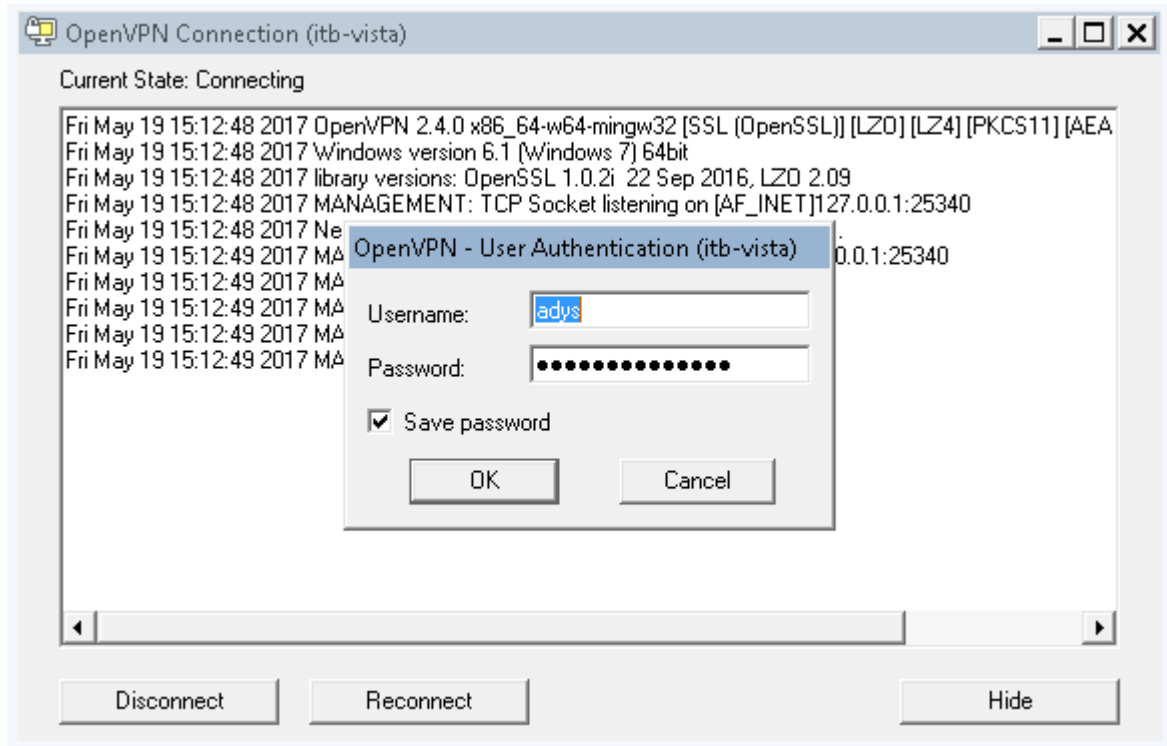 OpenVPN Connection (itb-vista)
Current State: Connecting
Fri May 19 15:12:48 2017 OpenVPN 2.4.0 x86_64-w64-mingw32 [SSL (OpenSSL)] [LZO] [LZ4] [PKCS11] [AEA
Fri May 19 15:12:48 2017 Windows version 6.1 (Windows 7) 64bit
Fri May 19 15:12:48 2017 library versions: OpenSSL 1.0.2i 22 Sep 2016, LZO 2.09
Fri May 19 15:12:48 2017 MANAGEMENT: TCP Socket listening on [AF_INET]127.0.0.1:25340
Fri May 19 15:12:48 2017 Ne
Fri May 19 15:12:49 2017 MA 0.0.1:25340
Fri May 19 15:12:49 2017 MA
Fri May 19 15:12:49 2017 MA
Fri May 19 15:12:49 2017 MA
Fri May 19 15:12:49 2017 MA
OpenVPN - User Authentication (itb-vista)
Username: adys
Password: ••••••••••••••
Save password
OK Cancel
Disconnect Reconnect Hide